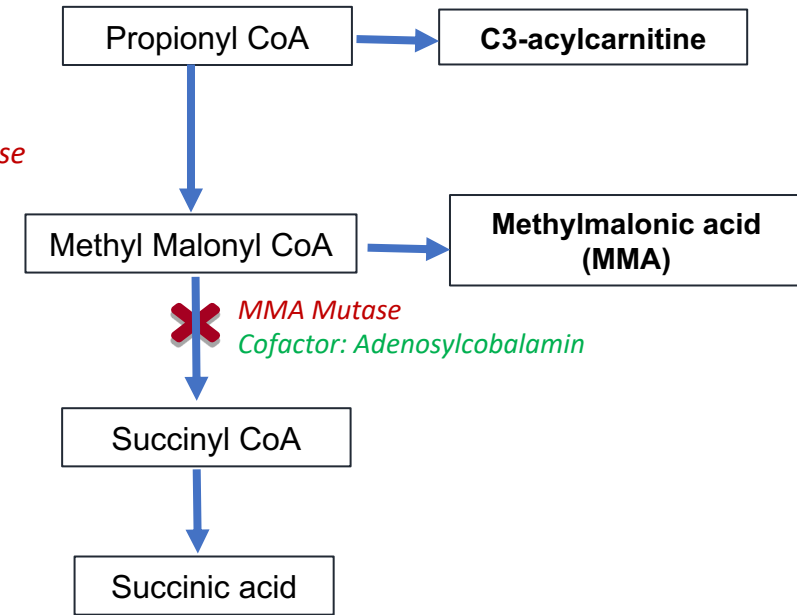 Propionyl CoA
C3-acylcarnitine
Methyl Malonyl CoA
Methylmalonic acid
(MMA)
MMA Mutase
Cofactor: Adenosylcobalamin
Succinyl CoA
Succinic acid